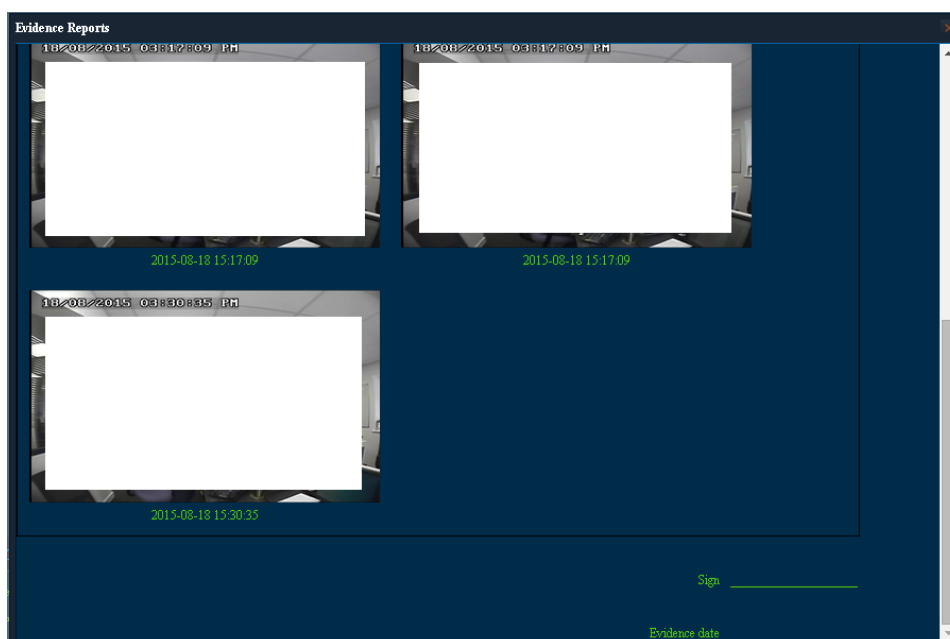 Evidence Reports
18/08/2015 03:17:09 PM
18/08/2015 03:17:09 PM
2015-08-18 15:17:09
2015-08-18 15:17:09
18/08/2015 03:30:35 PM
2015-08-18 15:30:35
Sign
Evidence date